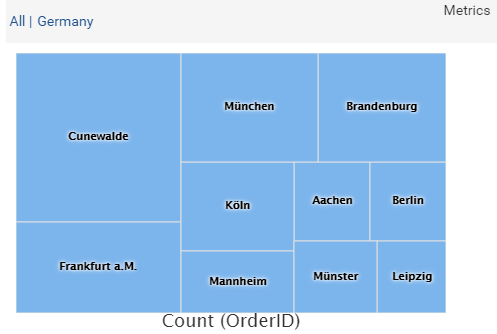 Metrics
All | Germany
Cunewalde
München
Brandenburg
Köln
Aachen
Berlin
Frankfurt a.M.
Mannheim
Münster
Leipzig
Count (OrderID)